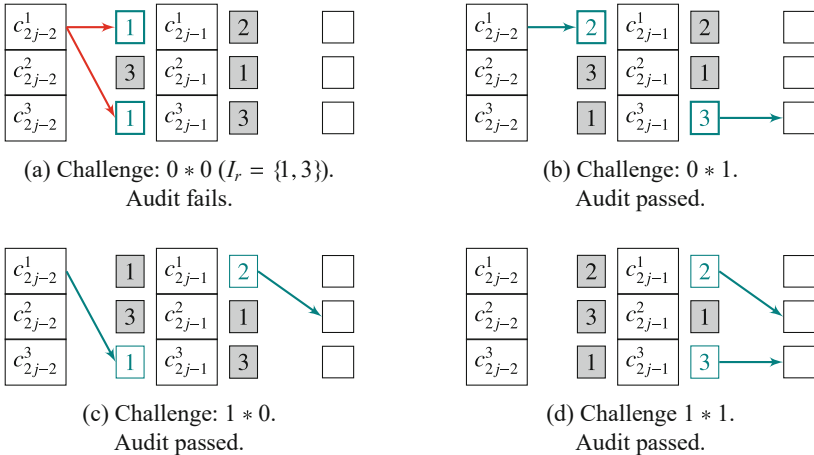 c^1_{2j−2} 1 c^1_{2j−1} 2
c^2_{2j−2} 3 c^2_{2j−1} 1
c^3_{2j−2} 1 c^3_{2j−1} 3
(a) Challenge: 0 ∗ 0 (I_r = {1, 3}).
Audit fails.
c^1_{2j−2} 2 c^1_{2j−1} 2
c^2_{2j−2} 3 c^2_{2j−1} 1
c^3_{2j−2} 1 c^3_{2j−1} 3
(b) Challenge: 0 ∗ 1.
Audit passed.
c^1_{2j−2} 1 c^1_{2j−1} 2
c^2_{2j−2} 3 c^2_{2j−1} 1
c^3_{2j−2} 1 c^3_{2j−1} 3
(c) Challenge: 1 ∗ 0.
Audit passed.
c^1_{2j−2} 2 c^1_{2j−1} 2
c^2_{2j−2} 3 c^2_{2j−1} 1
c^3_{2j−2} 1 c^3_{2j−1} 3
(d) Challenge 1 ∗ 1.
Audit passed.